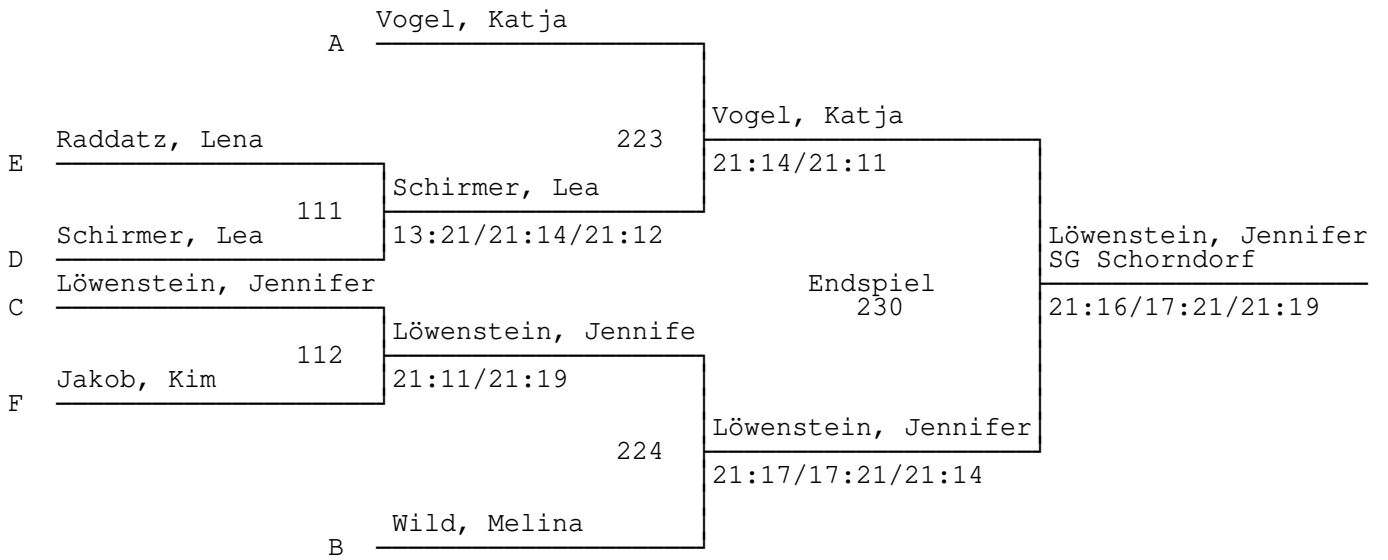 Vogel, Katja
A
Vogel, Katja
Raddatz, Lena
223
E
21:14/21:11
Schirmer, Lea
111
Schirmer, Lea
13:21/21:14/21:12
Löwenstein, Jennifer
D
SG Schorndorf
Löwenstein, Jennifer
Endspiel
C
230
21:16/17:21/21:19
Löwenstein, Jennife
112
Jakob, Kim
21:11/21:19
F
Löwenstein, Jennifer
224
21:17/17:21/21:14
Wild, Melina
B